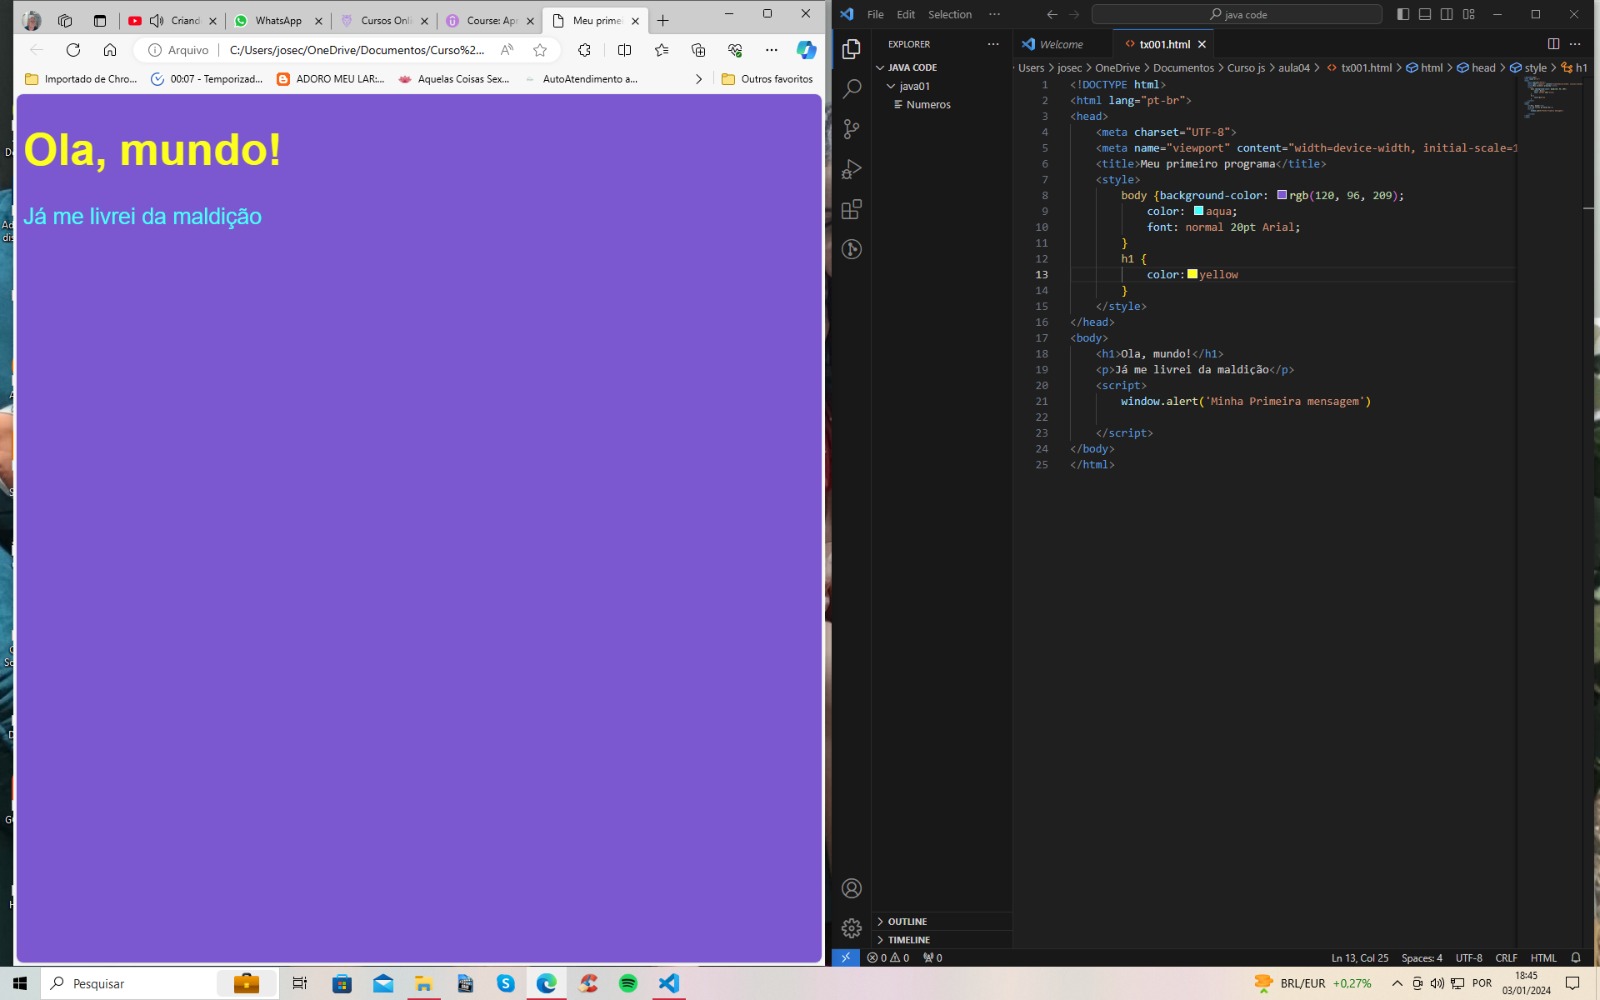 Criand
WhatsApp
Cursos Onli
Course: Apr
Meu prime
Arquivo
C:/Users/josec/OneDrive/Documentos/Curso%2...
Importado de Chro...
00:07 - Temporizad...
ADORO MEU LAR:...
Aquelas Coisas Sex...
AutoAtendimento a...
Outros favoritos
Ola, mundo!
Já me livrei da maldição
File Edit Selection ...
java code
EXPLORER
JAVA CODE
java01
Numeros
OUTLINE
TIMELINE
Welcome
tx001.html
Users > josec > OneDrive > Documentos > Curso js > aula04 > tx001.html > html > head > style > h1
1 <!DOCTYPE html>
2 <html lang="pt-br">
3 <head>
4 <meta charset="UTF-8">
5 <meta name="viewport" content="width=device-width, initial-scale=1
6 <title>Meu primeiro programa</title>
7 <style>
8 body {background-color: rgb(120, 96, 209);
9 color: aqua;
10 font: normal 20pt Arial;
11 }
12 h1 {
13 color: yellow
14 }
15 </style>
16 </head>
17 <body>
18 <h1>Ola, mundo!</h1>
19 <p>Já me livrei da maldição</p>
20 <script>
21 window.alert('Minha Primeira mensagem')
22
23 </script>
24 </body>
25 </html>
0 0 0
Ln 13, Col 25 Spaces: 4 UTF-8 CRLF HTML
Pesquisar
BRL/EUR +0,27%
POR
18:45
03/01/2024